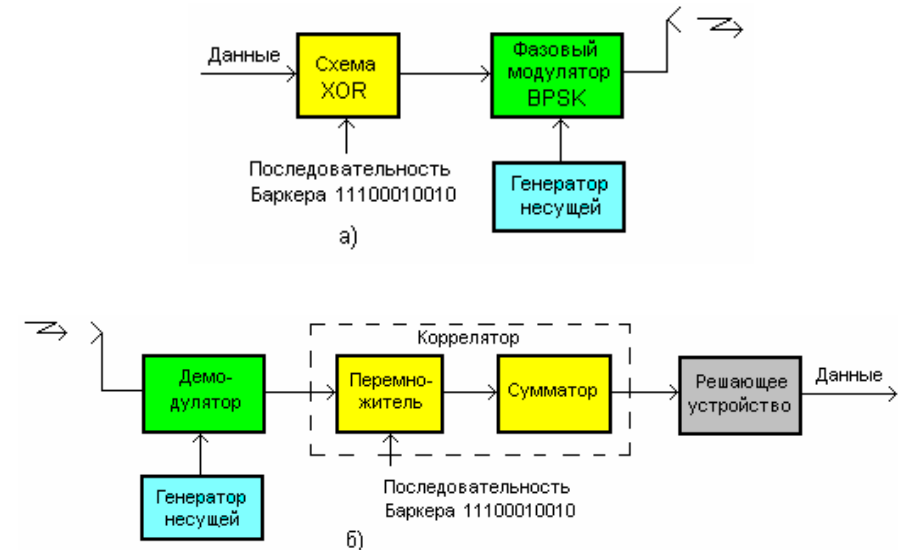 Данные
Схема
XOR
Фазовый
модулятор
BPSK
Последовательность
Баркера 11100010010
Генератор
несущей
а)
Коррелятор
Демо-
дулятор
Перемно-
житель
Сумматор
Решающее
устройство
Данные
Генератор
несущей
Последовательность
Баркера 11100010010
б)